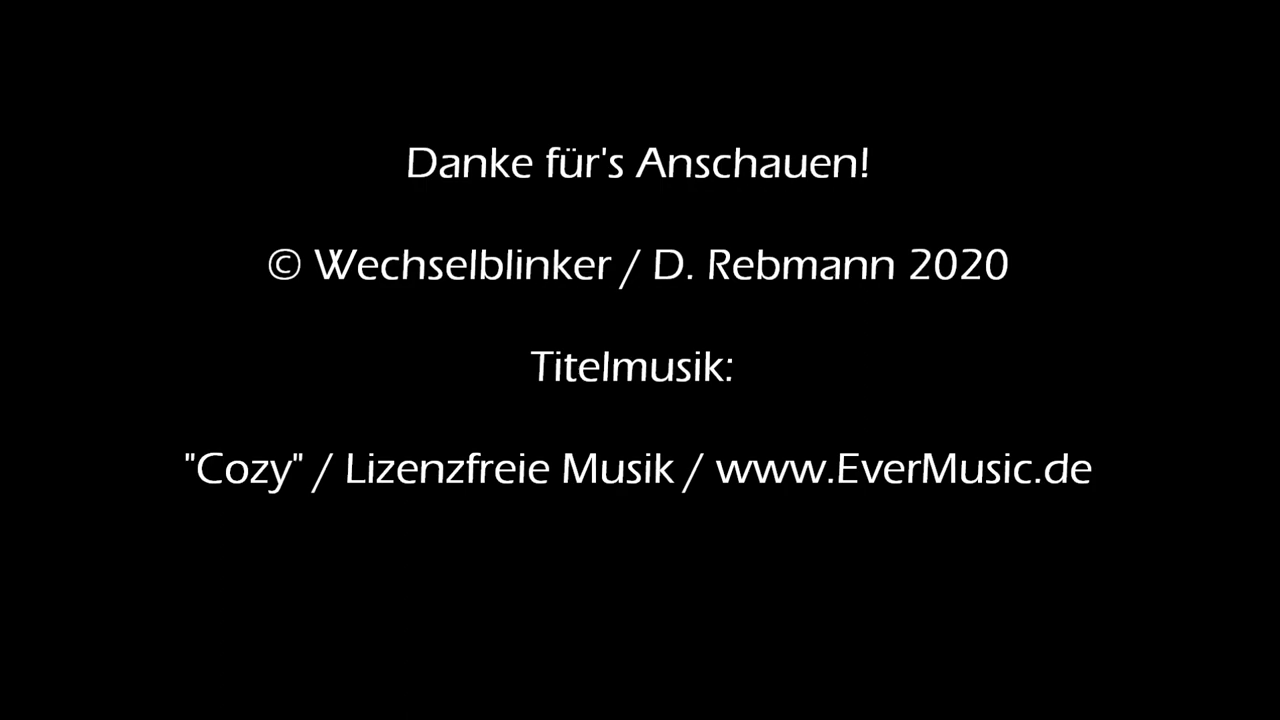 Danke für's Anschauen!
© Wechselblinker / D. Rebmann 2020
Titelmusik:
"Cozy" / Lizenzfreie Musik / www.EverMusic.de